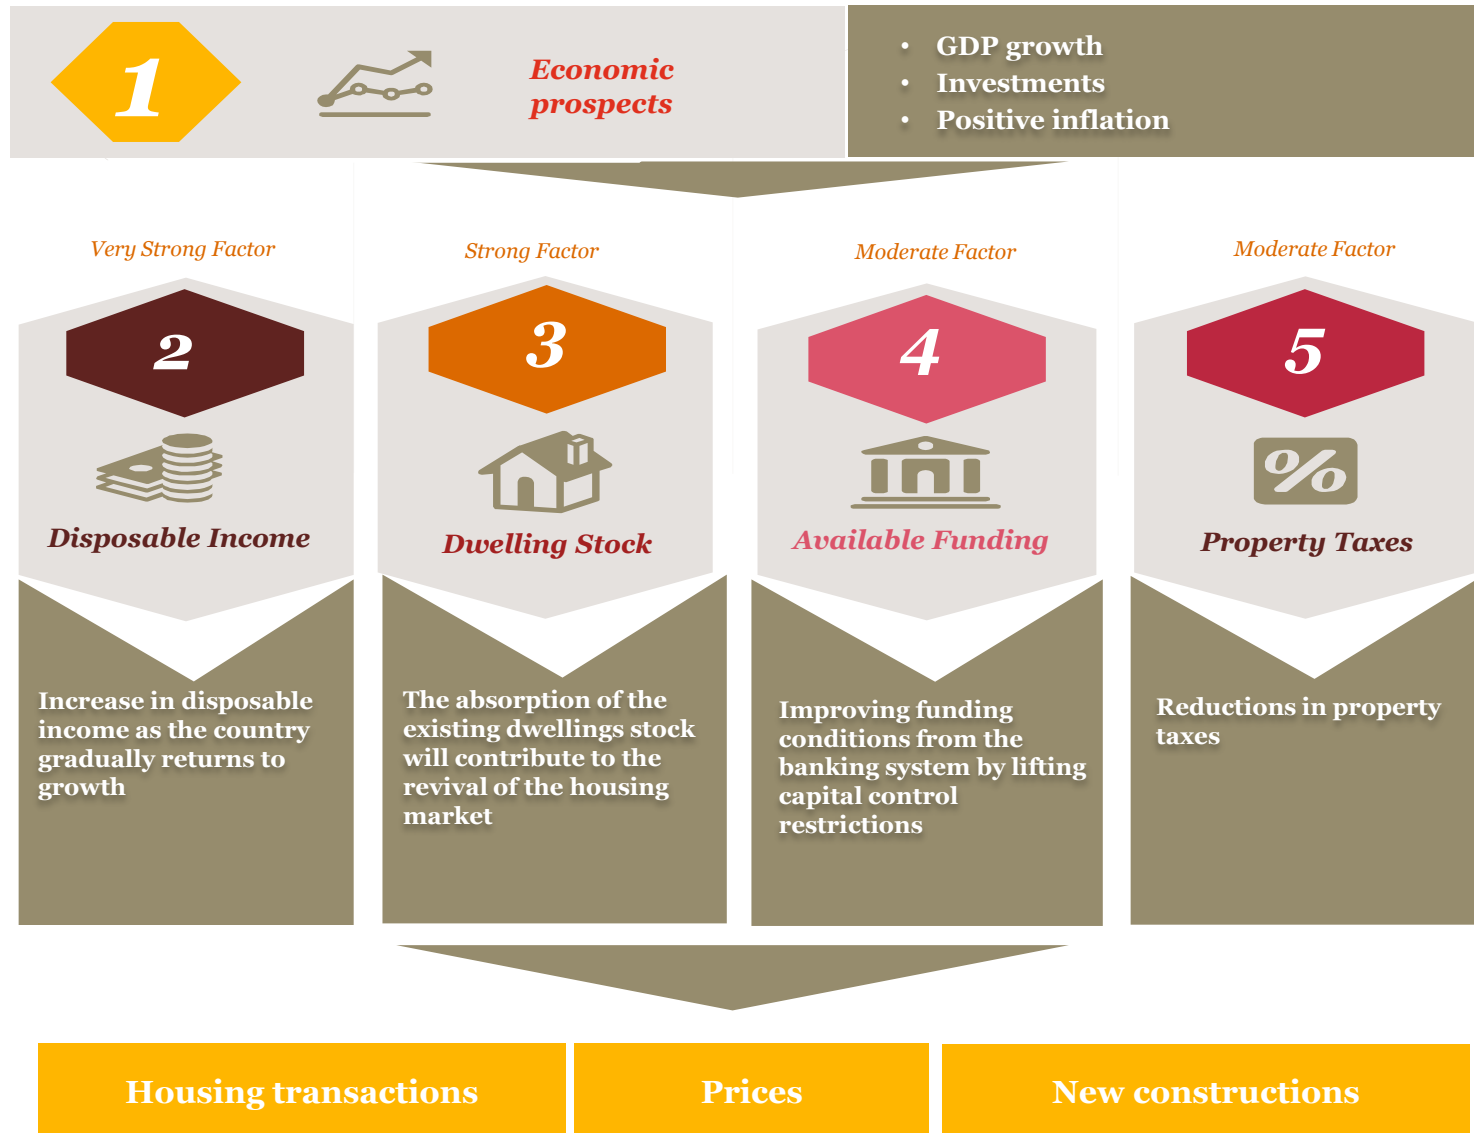 1
Economic
prospects
• GDP growth
• Investments
• Positive inflation
Very Strong Factor
2
Disposable Income
Increase in disposable
income as the country
gradually returns to
growth
Strong Factor
3
Dwelling Stock
The absorption of the
existing dwellings stock
will contribute to the
revival of the housing
market
Moderate Factor
4
Available Funding
Improving funding
conditions from the
banking system by lifting
capital control
restrictions
Moderate Factor
5
%
Property Taxes
Reductions in property
taxes
Housing transactions
Prices
New constructions